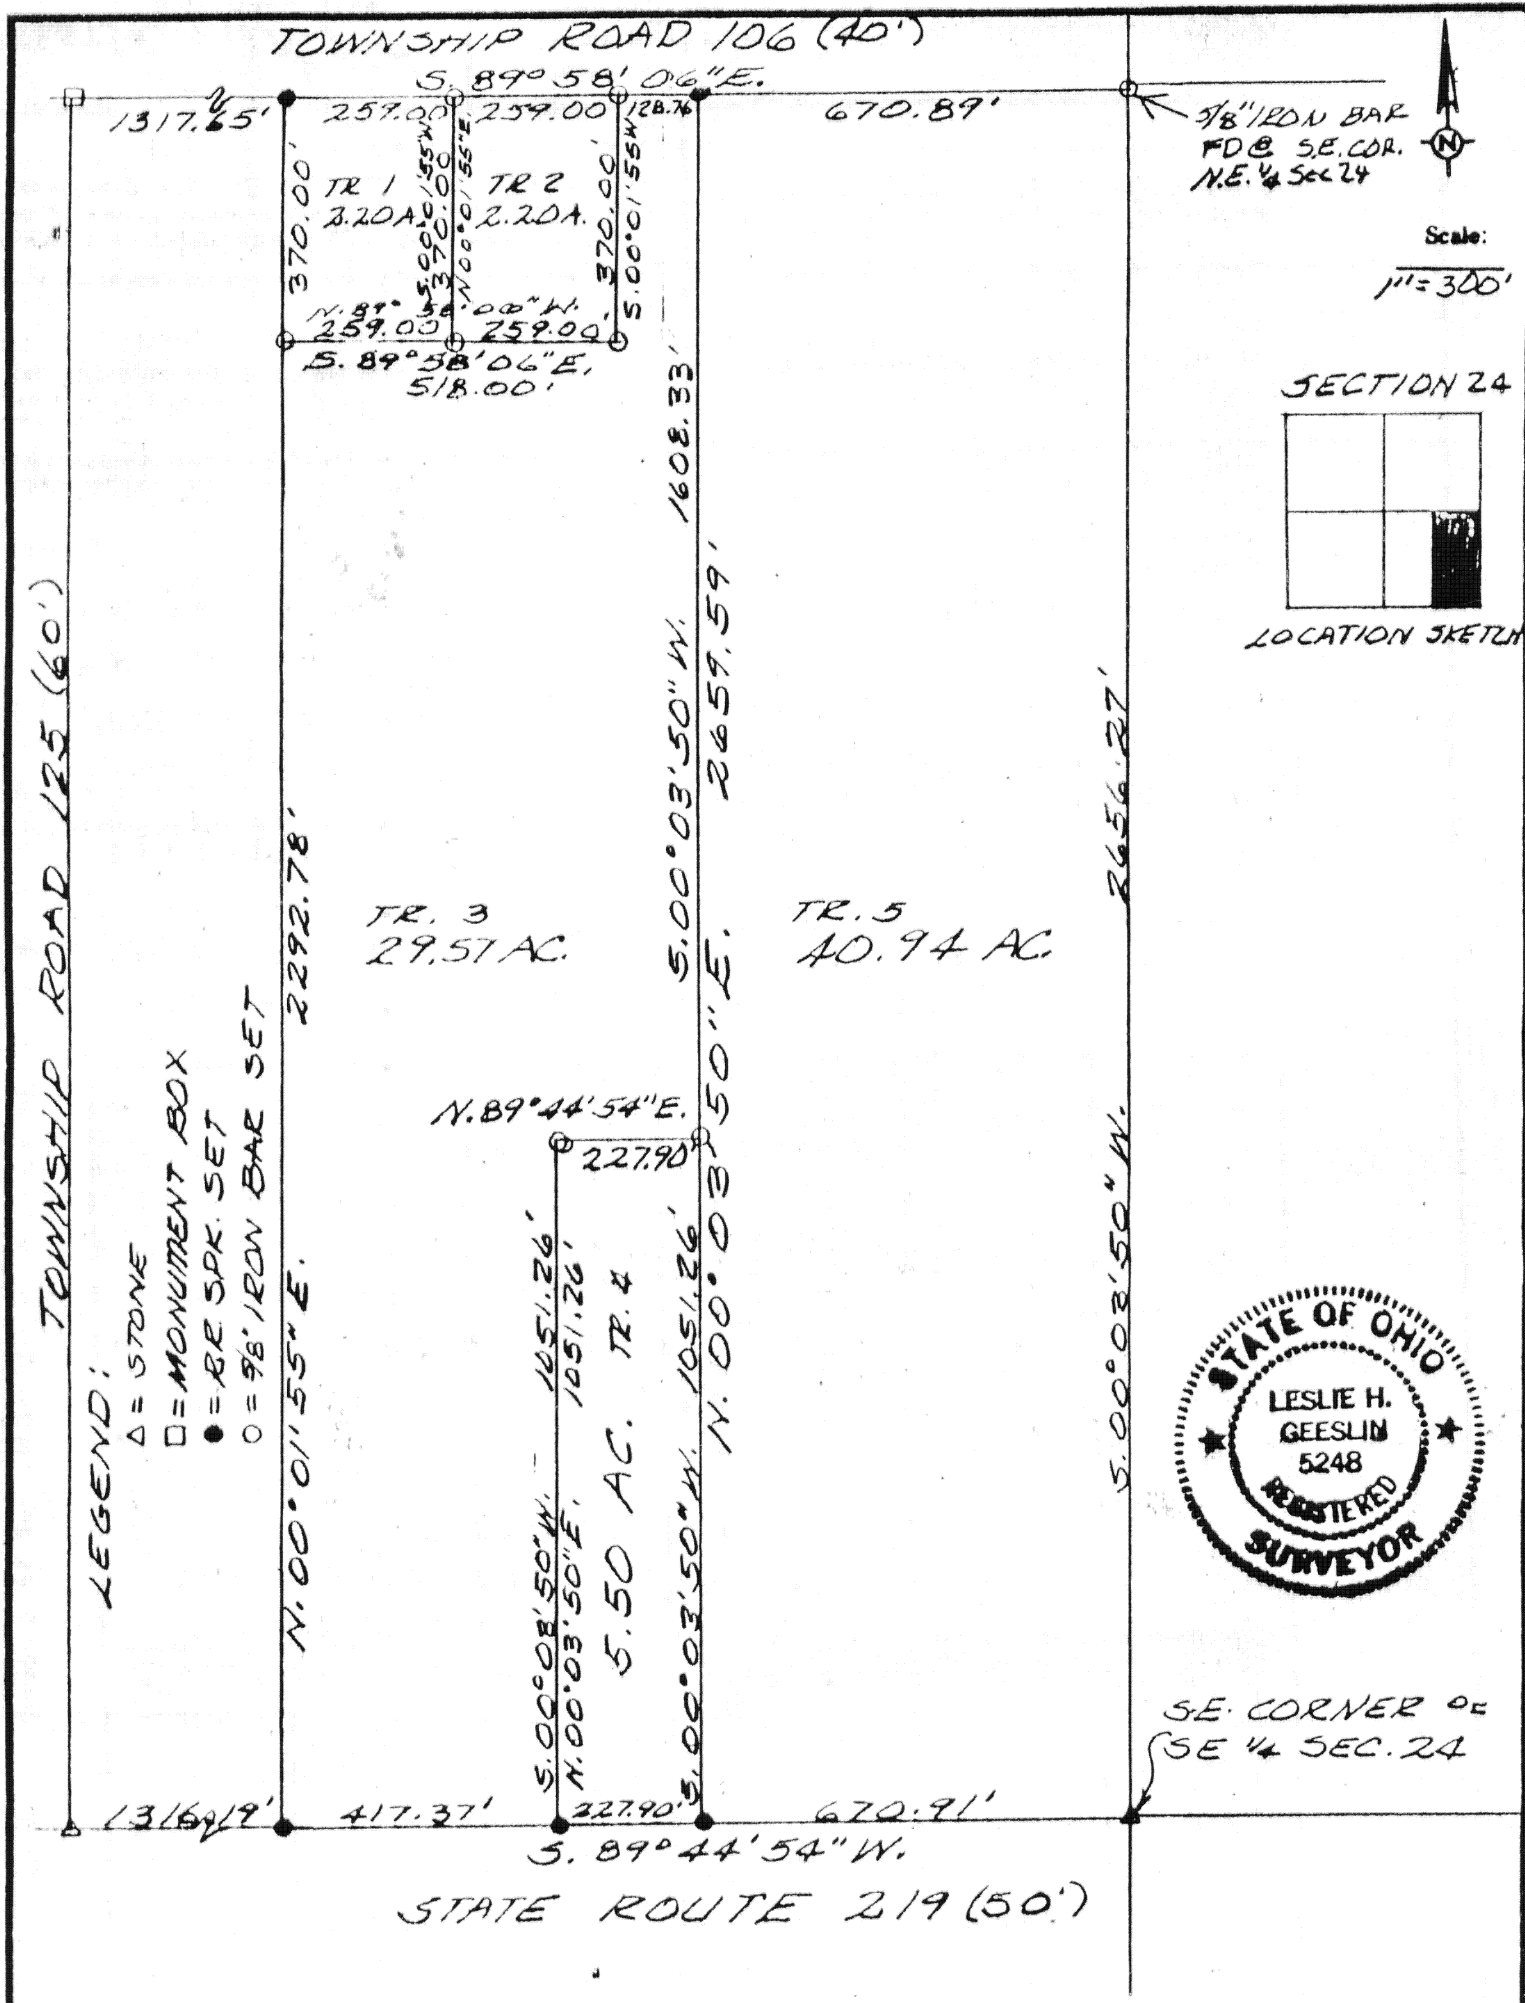 TOWNSHIP ROAD 106 (40')
S. 89° 58' 06" E.
1317.65' 259.00' 259.00' 128.76 670.89'
5/8" IRON BAR
FD @ S.E. COR.
N.E. 1/4 Sec 24
N
Scale:
1" = 300'
370.00'
TR 1
2.20A.
S.00°01'55"W
370.00
N00°01'55"E.
TR 2
2.20A.
370.00'
S.00°01'55"W
259.00 259.00'
S. 89° 58' 06" E.
518.00'
SECTION 24
LOCATION SKETCH
1608.33'
S.00°03'50" W.
2659.59'
N. 00° 03' 50" E.
2656.27'
S. 00° 03' 50" W.
TOWNSHIP ROAD 125 (60')
2292.78'
N. 00° 01' 55" E.
TR. 3
29.57 AC.
TR. 5
40.94 AC.
LEGEND:
△ = STONE
□ = MONUMENT BOX
● = R.R. SPK. SET
○ = 5/8" IRON BAR SET
N. 89° 44' 54" E.
227.90'
1051.26'
1051.26'
N. 00° 03' 50" E.
5.50 AC. TR. 4
S. 00° 03' 50" W. 1051.26'
STATE OF OHIO
LESLIE H.
GEESLIN
5248
REGISTERED
SURVEYOR
S.E. CORNER OF
SE 1/4 SEC. 24
1316.19' 417.37' 227.90' 670.91'
S. 89° 44' 54" W.
STATE ROUTE 219 (50')